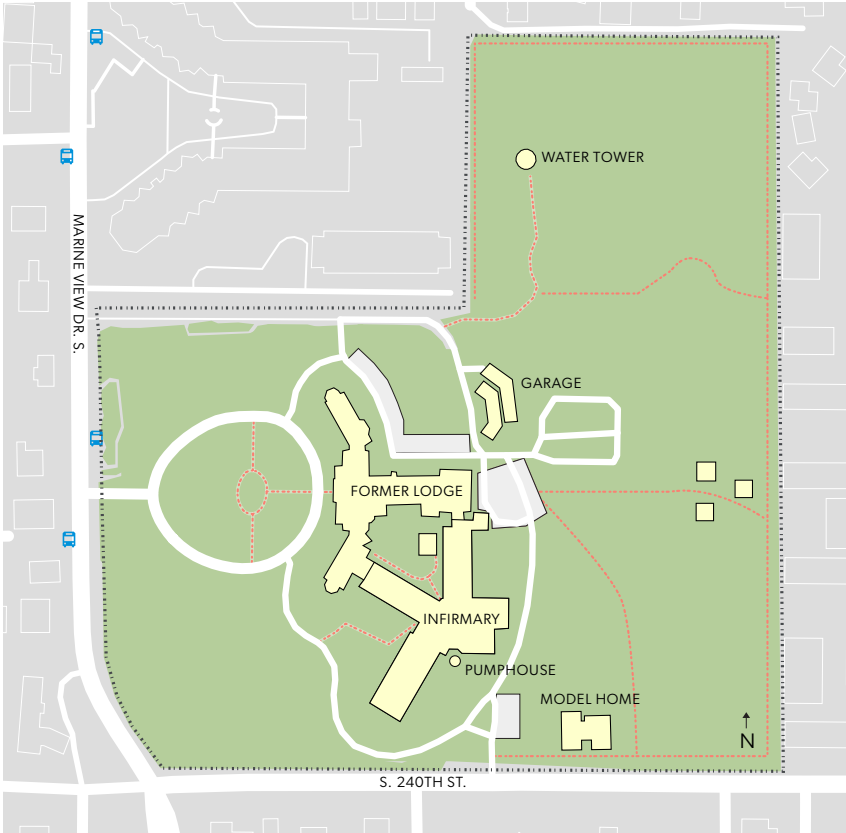 WATER TOWER
MARINE VIEW DR. S.
GARAGE
FORMER LODGE
INFIRMARY
PUMPHOUSE
MODEL HOME
N
S. 240TH ST.